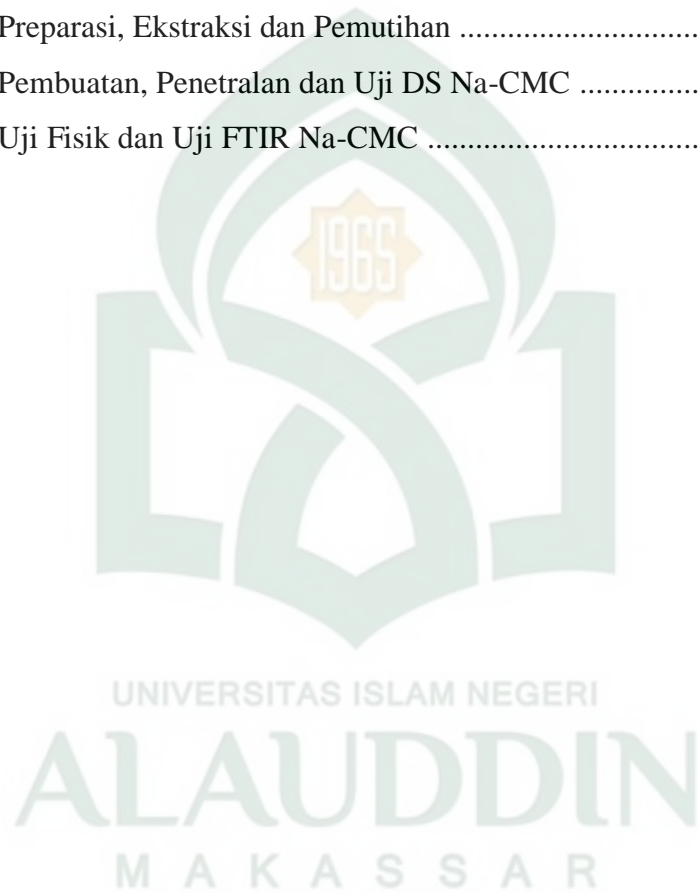 Preparasi, Ekstraksi dan Pemutihan ..............................
Pembuatan, Penetralan dan Uji DS Na-CMC ...............
Uji Fisik dan Uji FTIR Na-CMC ..................................
1965
UNIVERSITAS ISLAM NEGERI
ALAUDDIN
MAKASSAR